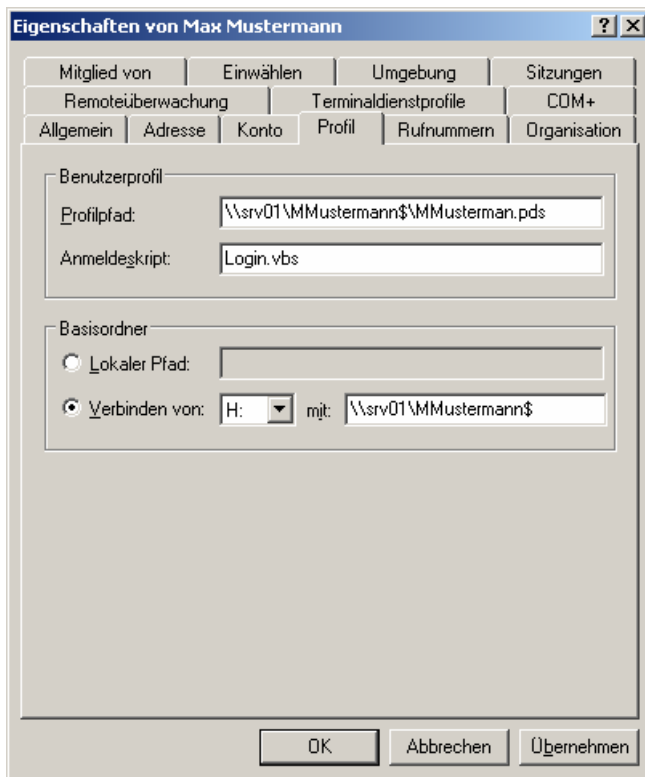 Eigenschaften von Max Mustermann
Mitglied von Einwählen Umgebung Sitzungen
Remoteüberwachung Terminaldienstprofile COM+
Allgemein Adresse Konto Profil Rufnummern Organisation
Benutzerprofil
Profilpfad: \\srv01\MMustermann$\MMusterman.pds
Anmeldeskript: Login.vbs
Basisordner
Lokaler Pfad:
Verbinden von: H: mit: \\srv01\MMustermann$
OK Abbrechen Übernehmen